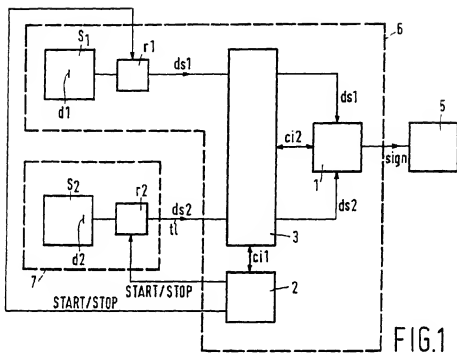 S1
r1
ds1
d1
6
ds1
5
ci2
1
sign
S2
r2
ds2
tl
d2
ds2
3
7
START/STOP
ci1
START/STOP
2
FIG.1